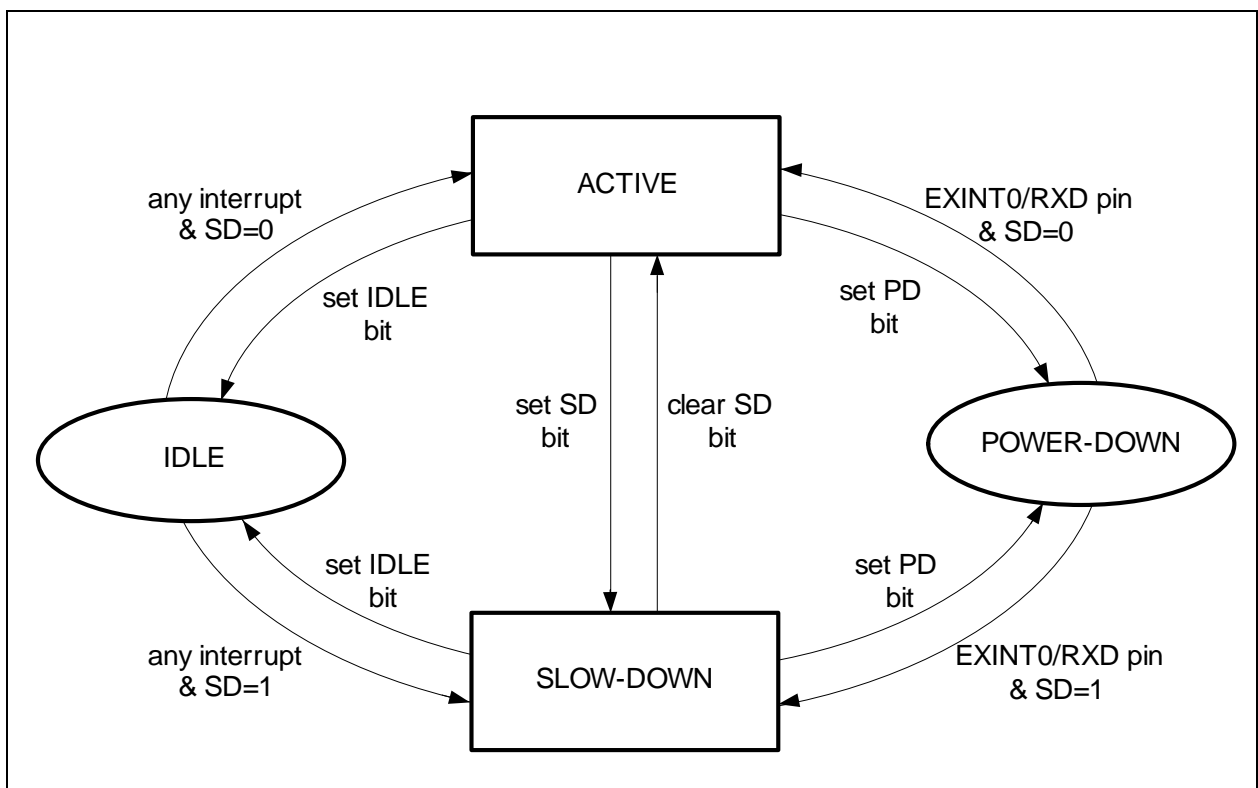 ACTIVE
any interrupt
& SD=0
EXINT0/RXD pin
& SD=0
set IDLE
bit
set PD
bit
set SD
bit
clear SD
bit
IDLE
POWER-DOWN
set IDLE
bit
set PD
bit
any interrupt
& SD=1
SLOW-DOWN
EXINT0/RXD pin
& SD=1